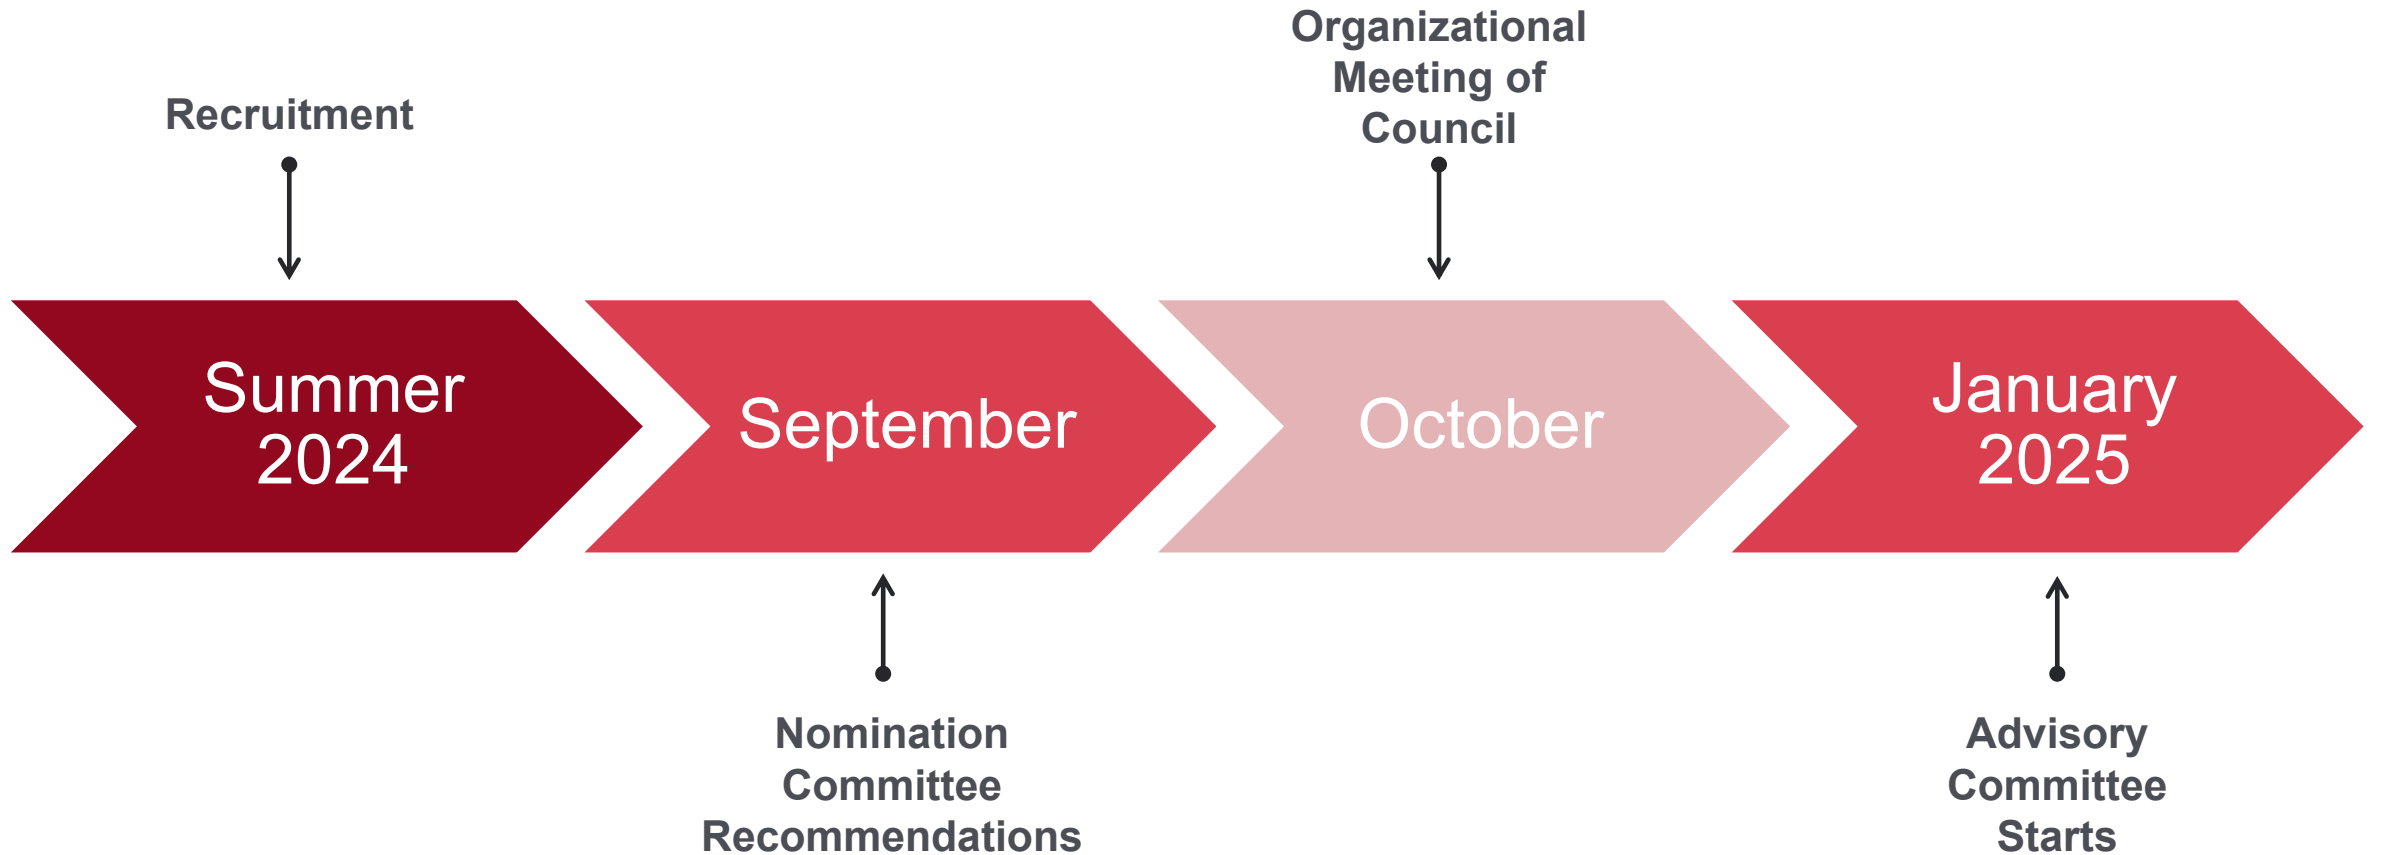 Recruitment
Organizational
Meeting of
Council
Summer
2024
September
October
January
2025
Nomination
Committee
Recommendations
Advisory
Committee
Starts